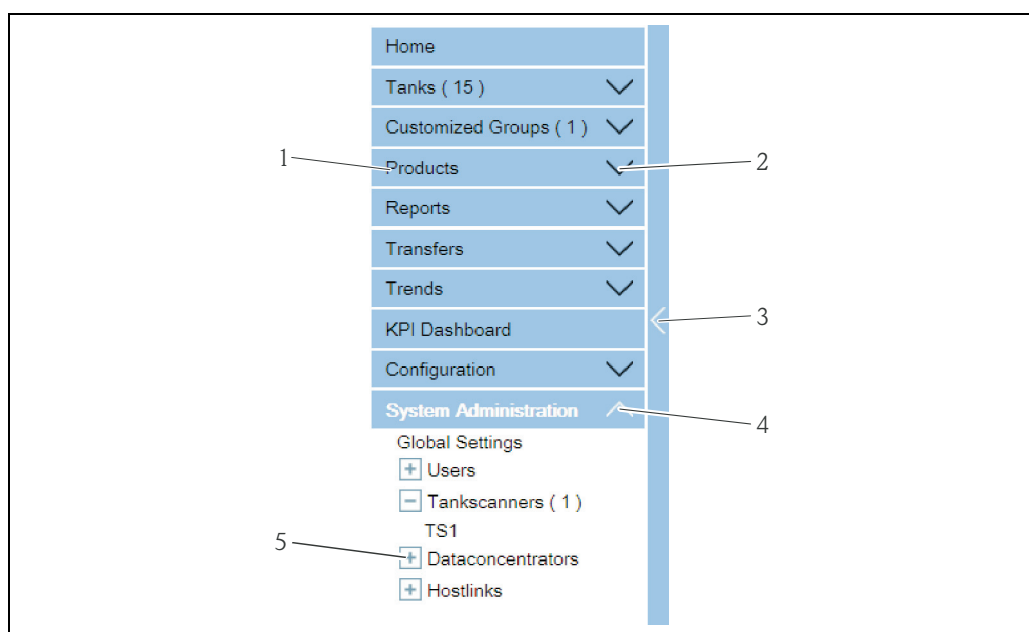 Home
Tanks ( 15 )
Customized Groups ( 1 )
1
Products
2
Reports
Transfers
Trends
3
KPI Dashboard
Configuration
System Administration
4
Global Settings
+ Users
− Tankscanners ( 1 )
TS1
5
+ Dataconcentrators
+ Hostlinks